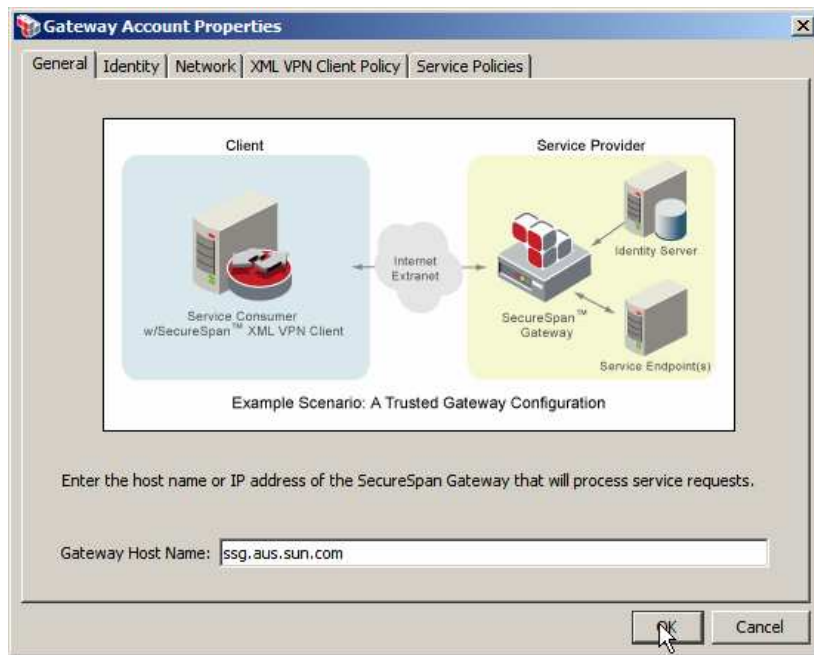 Gateway Account Properties
General Identity Network XML VPN Client Policy Service Policies
Client
Service Provider
Identity Server
Internet
Extranet
Service Consumer
w/SecureSpan™ XML VPN Client
SecureSpan™
Gateway
Service Endpoint(s)
Example Scenario: A Trusted Gateway Configuration
Enter the host name or IP address of the SecureSpan Gateway that will process service requests.
Gateway Host Name: ssg.aus.sun.com
OK Cancel